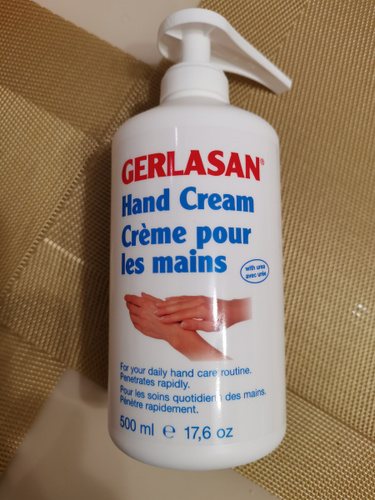 GERLASAN®
Hand Cream
Crème pour
les mains
with urea
avec urée
For your daily hand care routine.
Penetrates rapidly.
Pour les soins quotidiens des mains.
Pénètre rapidement.
500 ml ℮ 17,6 oz